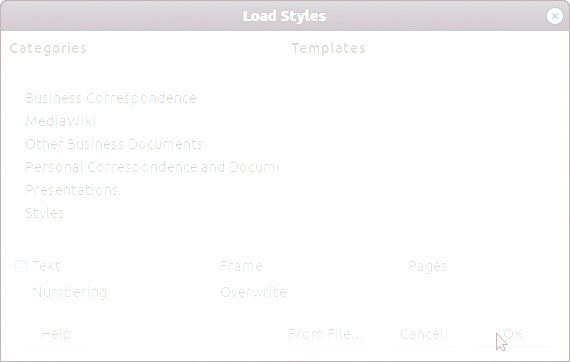 Load Styles
Categories Templates
Business Correspondence
MediaWiki
Other Business Documents
Personal Correspondence and Docum
Presentations
Styles
Text Frame Pages
Numbering Overwrite
Help From File... Cancel OK